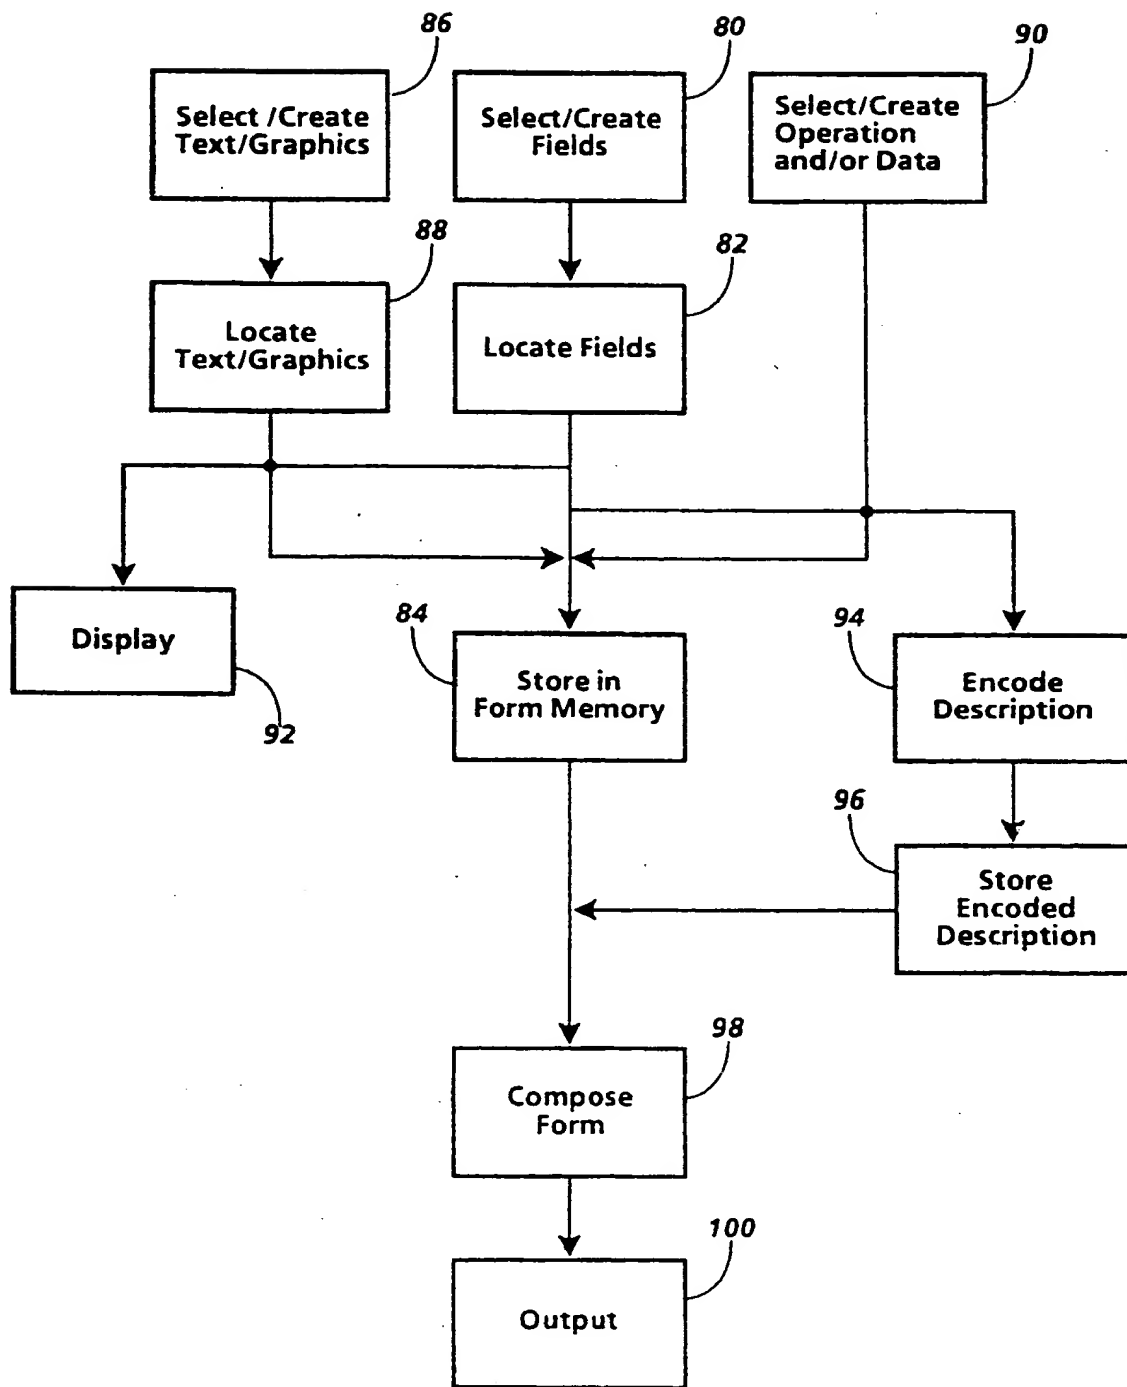 86
80
90
Select /Create
Text/Graphics
Select/Create
Fields
Select/Create
Operation
and/or Data
88
82
Locate
Text/Graphics
Locate Fields
Display
92
84
Store in
Form Memory
94
Encode
Description
96
Store
Encoded
Description
98
Compose
Form
100
Output